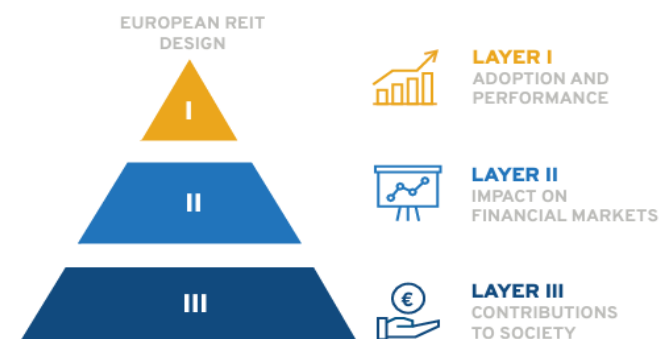 EUROPEAN REIT
DESIGN
I
LAYER I
ADOPTION AND
PERFORMANCE
II
LAYER II
IMPACT ON
FINANCIAL MARKETS
III
€
LAYER III
CONTRIBUTIONS
TO SOCIETY